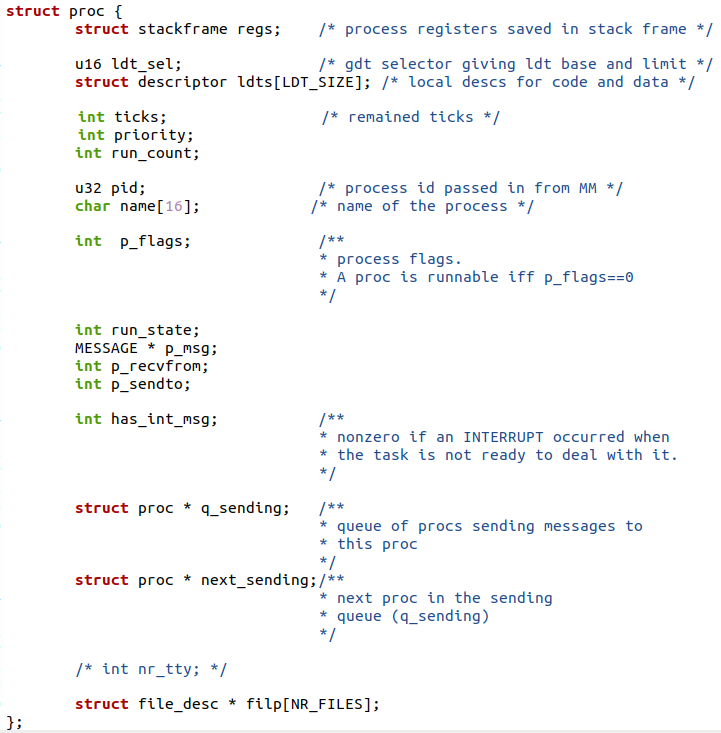 struct proc {
struct stackframe regs; /* process registers saved in stack frame */
u16 ldt_sel; /* gdt selector giving ldt base and limit */
struct descriptor ldts[LDT_SIZE]; /* local descs for code and data */
int ticks; /* remained ticks */
int priority;
int run_count;
u32 pid; /* process id passed in from MM */
char name[16]; /* name of the process */
int p_flags; /**
* process flags.
* A proc is runnable iff p_flags==0
*/
int run_state;
MESSAGE * p_msg;
int p_recvfrom;
int p_sendto;
int has_int_msg; /**
* nonzero if an INTERRUPT occurred when
* the task is not ready to deal with it.
*/
struct proc * q_sending; /**
* queue of procs sending messages to
* this proc
*/
struct proc * next_sending;/**
* next proc in the sending
* queue (q_sending)
*/
/* int nr_tty; */
struct file_desc * filp[NR_FILES];
};